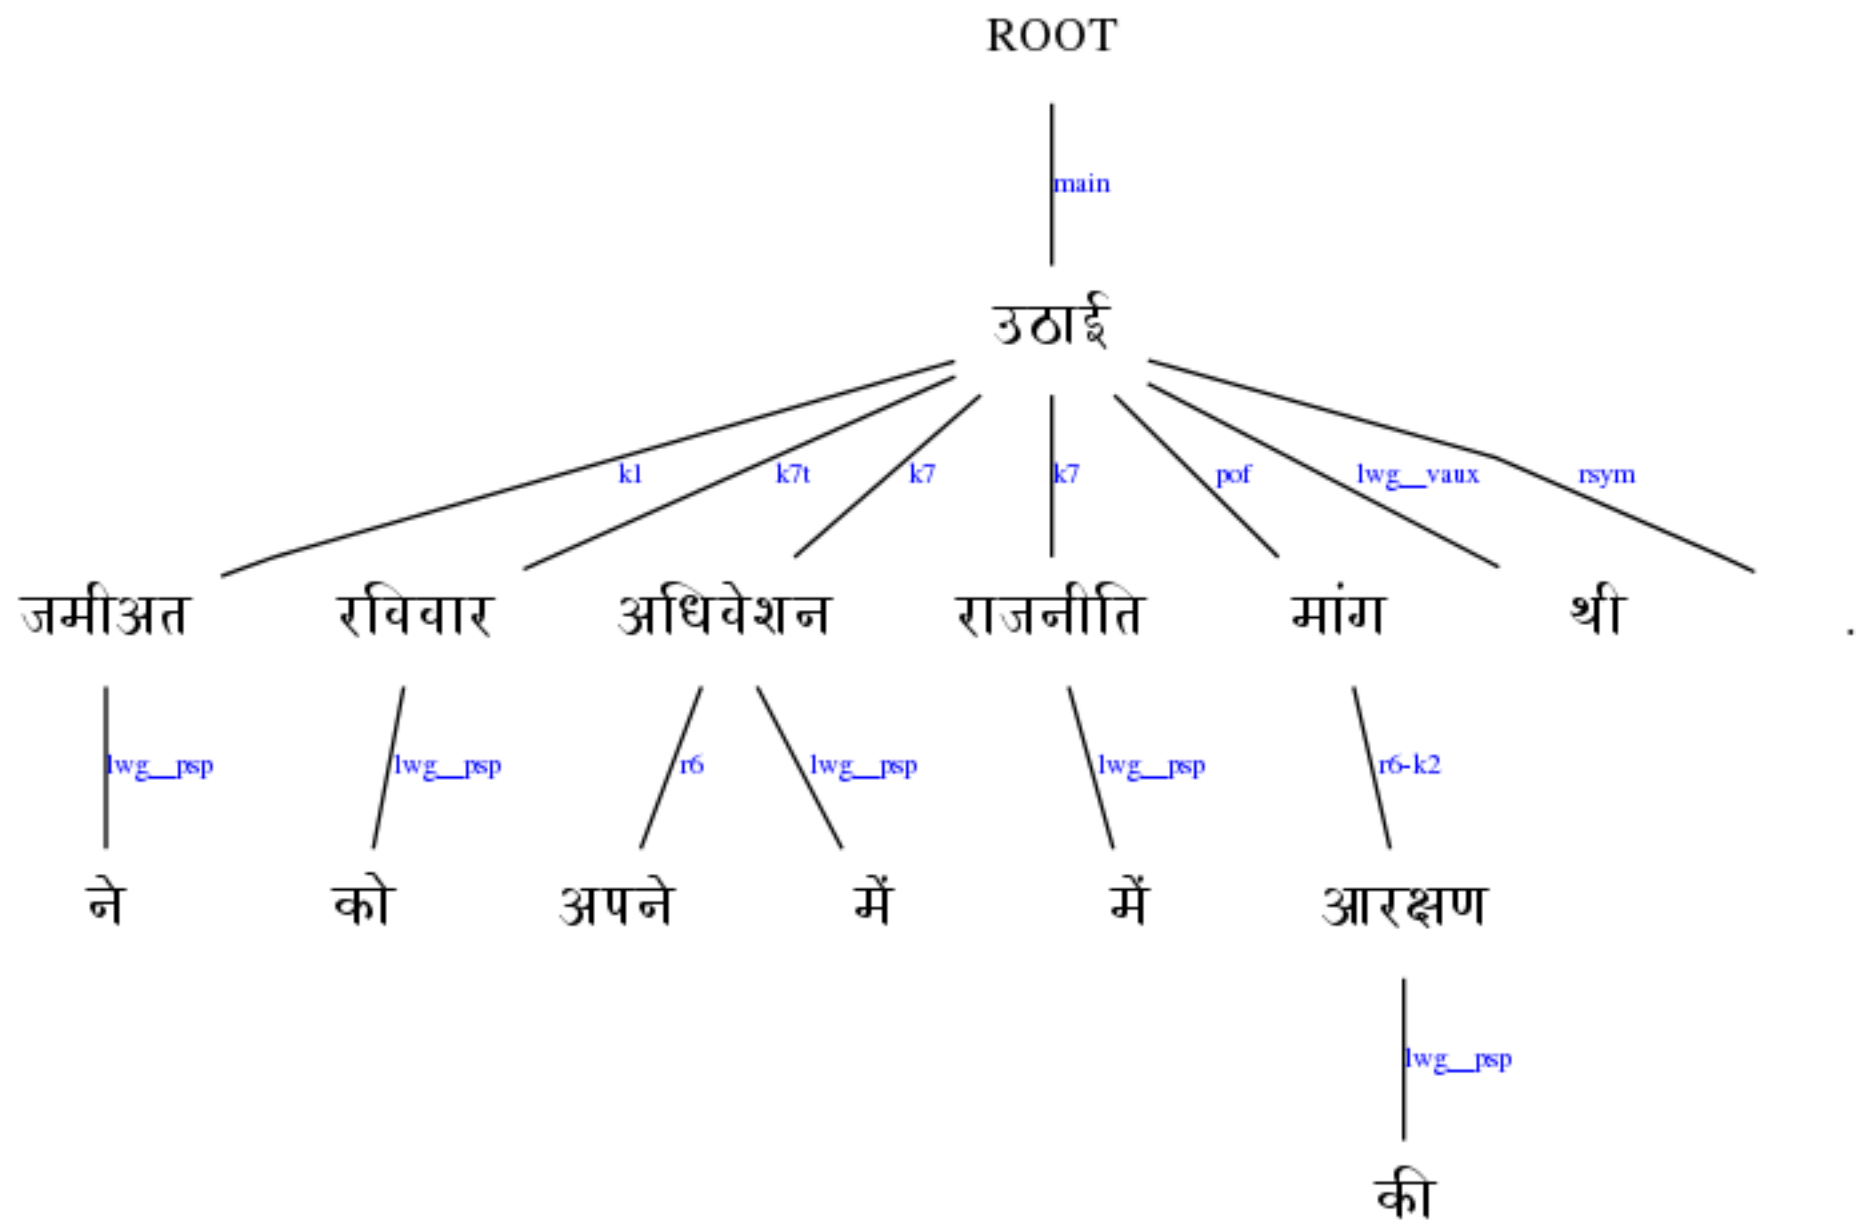 ROOT
main
उठाई
k1 k7t k7 k7 pof lwg__vaux rsym
जमीअत रविवार अधिवेशन राजनीति मांग थी .
lwg__psp lwg__psp r6 lwg__psp lwg__psp r6-k2
ने को अपने में में आरक्षण
lwg__psp
की